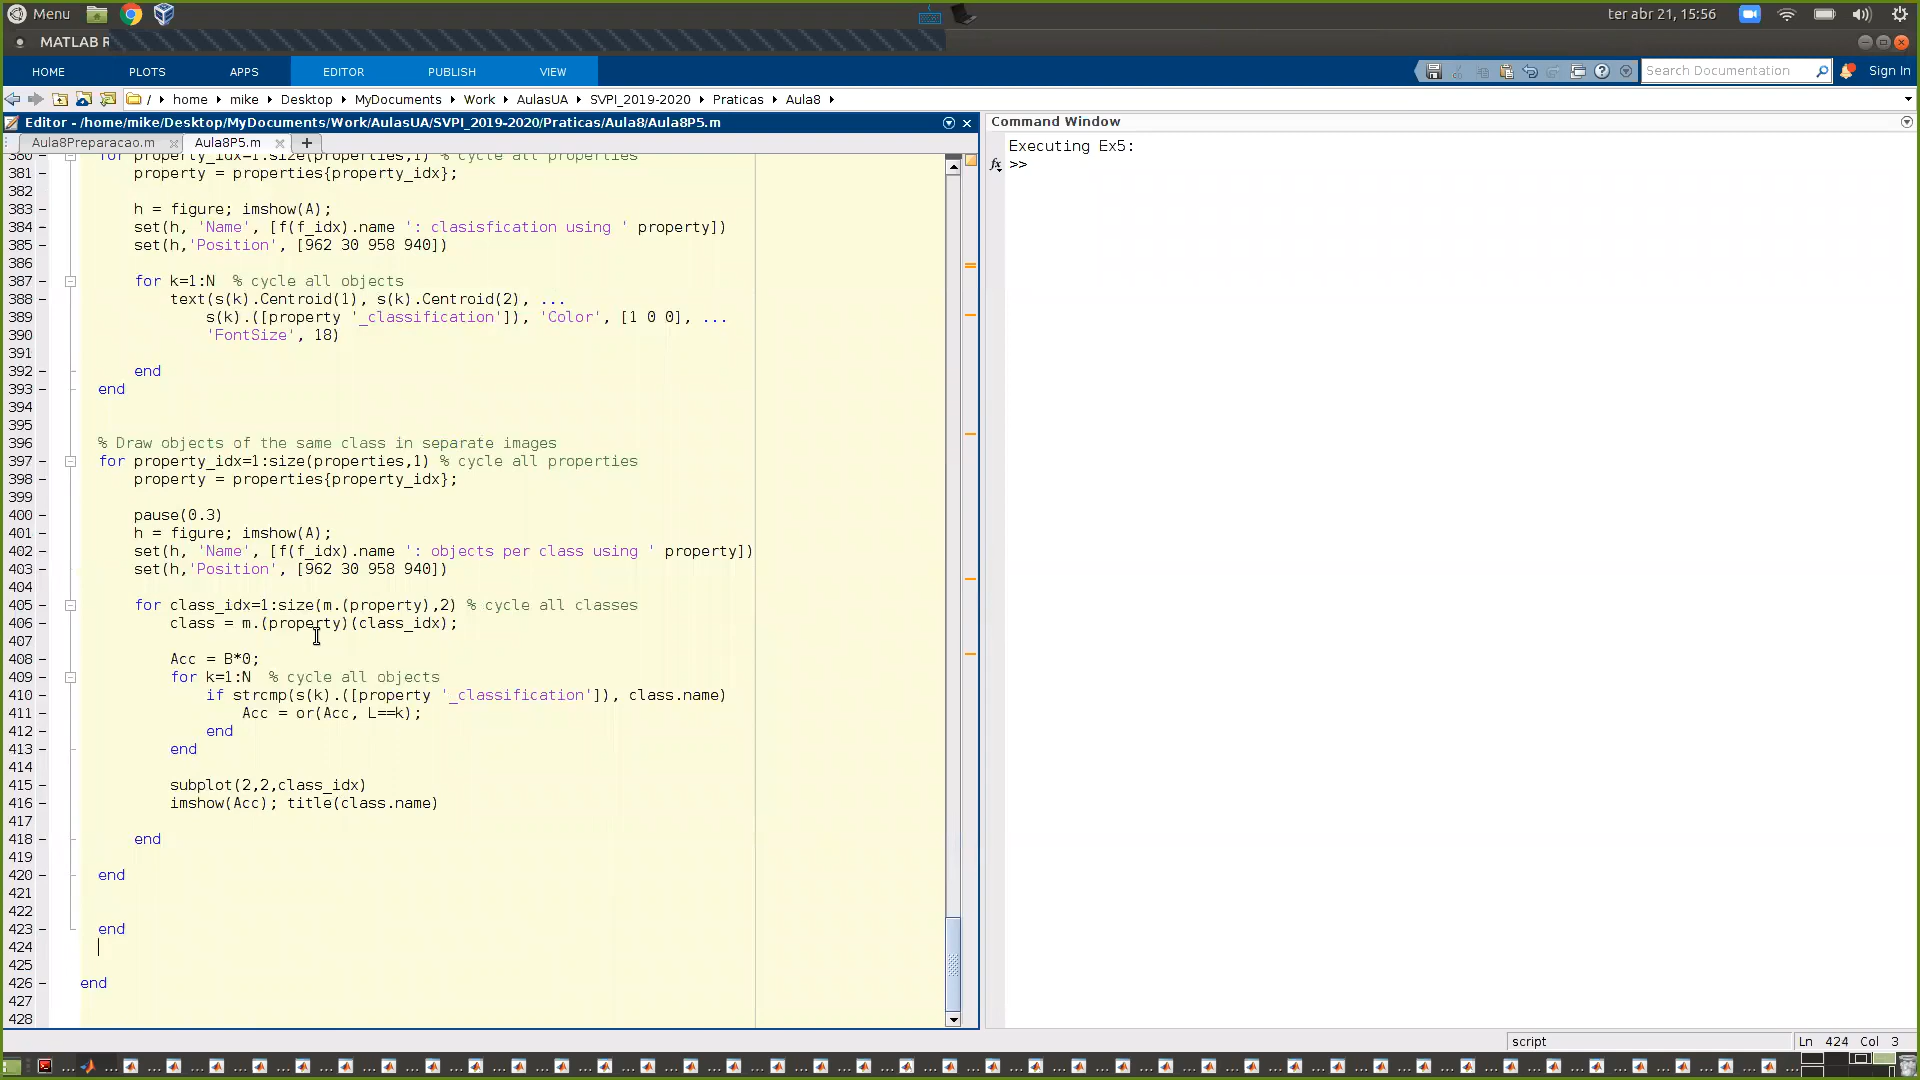 Menu
ter abr 21, 15:56
MATLAB R
HOME
PLOTS
APPS
EDITOR
PUBLISH
VIEW
Search Documentation
Sign In
/ home mike Desktop MyDocuments Work AulasUA SVPI_2019-2020 Praticas Aula8
Editor - /home/mike/Desktop/MyDocuments/Work/AulasUA/SVPI_2019-2020/Praticas/Aula8/Aula8P5.m
Aula8Preparacao.m
Aula8P5.m
380 for property_idx=1:size(properties,1) % cycle all properties
381 property = properties{property_idx};
382
383 h = figure; imshow(A);
384 set(h, 'Name', [f(f_idx).name ': clasisfication using ' property])
385 set(h,'Position', [962 30 958 940])
386
387 for k=1:N  % cycle all objects
388 text(s(k).Centroid(1), s(k).Centroid(2), ...
389 s(k).([property '_classification']), 'Color', [1 0 0], ...
390 'FontSize', 18)
391
392 end
393 end
394
395
396 % Draw objects of the same class in separate images
397 for property_idx=1:size(properties,1) % cycle all properties
398 property = properties{property_idx};
399
400 pause(0.3)
401 h = figure; imshow(A);
402 set(h, 'Name', [f(f_idx).name ': objects per class using ' property])
403 set(h,'Position', [962 30 958 940])
404
405 for class_idx=1:size(m.(property),2) % cycle all classes
406 class = m.(property)(class_idx);
407
408 Acc = B*0;
409 for k=1:N  % cycle all objects
410 if strcmp(s(k).([property '_classification']), class.name)
411 Acc = or(Acc, L==k);
412 end
413 end
414
415 subplot(2,2,class_idx)
416 imshow(Acc); title(class.name)
417
418 end
419
420 end
421
422
423 end
424
425
426 end
427
428
Command Window
Executing Ex5:
fx >>
script
Ln 424 Col 3